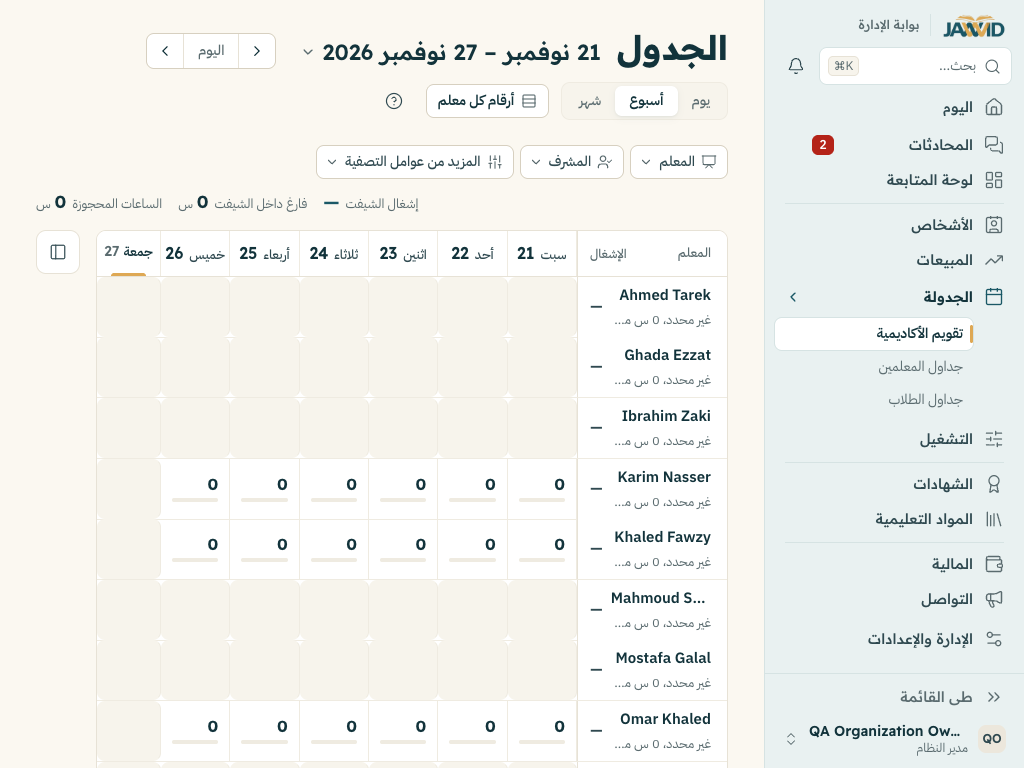 JAWWID
بوابة الإدارة
بحث...
⌘K
اليوم
المحادثات
2
لوحة المتابعة
الأشخاص
المبيعات
الجدولة
تقويم الأكاديمية
جداول المعلمين
جداول الطلاب
التشغيل
الشهادات
المواد التعليمية
المالية
التواصل
الإدارة والإعدادات
طي القائمة
QO
QA Organization Ow...
مدير النظام
الجدول
21 نوفمبر – 27 نوفمبر 2026
اليوم
يوم
أسبوع
شهر
أرقام كل معلم
المعلم
المشرف
المزيد من عوامل التصفية
إشغال الشيفت —
فارغ داخل الشيفت 0 س
الساعات المحجوزة 0 س
المعلم الإشغال سبت 21 أحد 22 اثنين 23 ثلاثاء 24 أربعاء 25 خميس 26 جمعة 27
Ahmed Tarek —
غير محدد، 0 س م...
Ghada Ezzat —
غير محدد، 0 س م...
Ibrahim Zaki —
غير محدد، 0 س م...
Karim Nasser — 0 0 0 0 0 0
غير محدد، 0 س م...
Khaled Fawzy — 0 0 0 0 0 0
غير محدد، 0 س م...
Mahmoud S... —
غير محدد، 0 س م...
Mostafa Galal —
غير محدد، 0 س م...
Omar Khaled — 0 0 0 0 0 0
غير محدد، 0 س م...